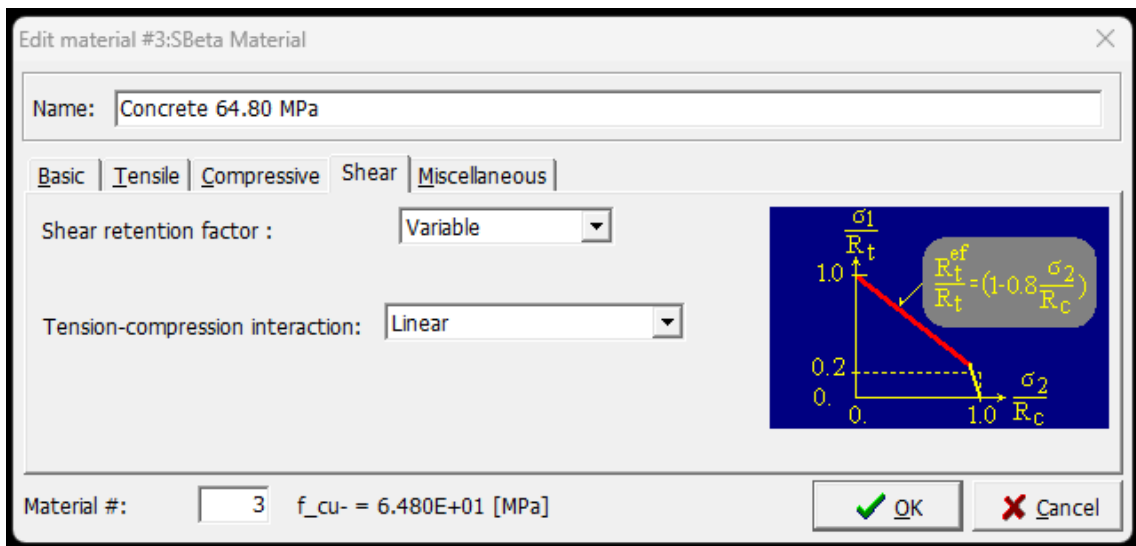 Edit material #3:SBeta Material
Name: Concrete 64.80 MPa
Basic Tensile Compressive Shear Miscellaneous
Shear retention factor : Variable
Tension-compression interaction: Linear
σ1
Rt
1.0
Rt^ef/Rt=(1-0.8 σ2/Rc)
0.2
0.
0. 1.0
σ2
Rc
Material #: 3 f_cu- = 6.480E+01 [MPa] OK Cancel